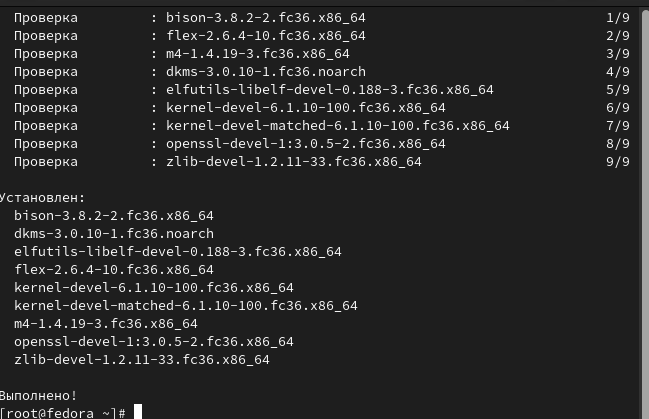 Проверка : bison-3.8.2-2.fc36.x86_64 1/9
Проверка : flex-2.6.4-10.fc36.x86_64 2/9
Проверка : m4-1.4.19-3.fc36.x86_64 3/9
Проверка : dkms-3.0.10-1.fc36.noarch 4/9
Проверка : elfutils-libelf-devel-0.188-3.fc36.x86_64 5/9
Проверка : kernel-devel-6.1.10-100.fc36.x86_64 6/9
Проверка : kernel-devel-matched-6.1.10-100.fc36.x86_64 7/9
Проверка : openssl-devel-1:3.0.5-2.fc36.x86_64 8/9
Проверка : zlib-devel-1.2.11-33.fc36.x86_64 9/9
Установлен:
bison-3.8.2-2.fc36.x86_64
dkms-3.0.10-1.fc36.noarch
elfutils-libelf-devel-0.188-3.fc36.x86_64
flex-2.6.4-10.fc36.x86_64
kernel-devel-6.1.10-100.fc36.x86_64
kernel-devel-matched-6.1.10-100.fc36.x86_64
m4-1.4.19-3.fc36.x86_64
openssl-devel-1:3.0.5-2.fc36.x86_64
zlib-devel-1.2.11-33.fc36.x86_64
Выполнено!
[root@fedora ~]#